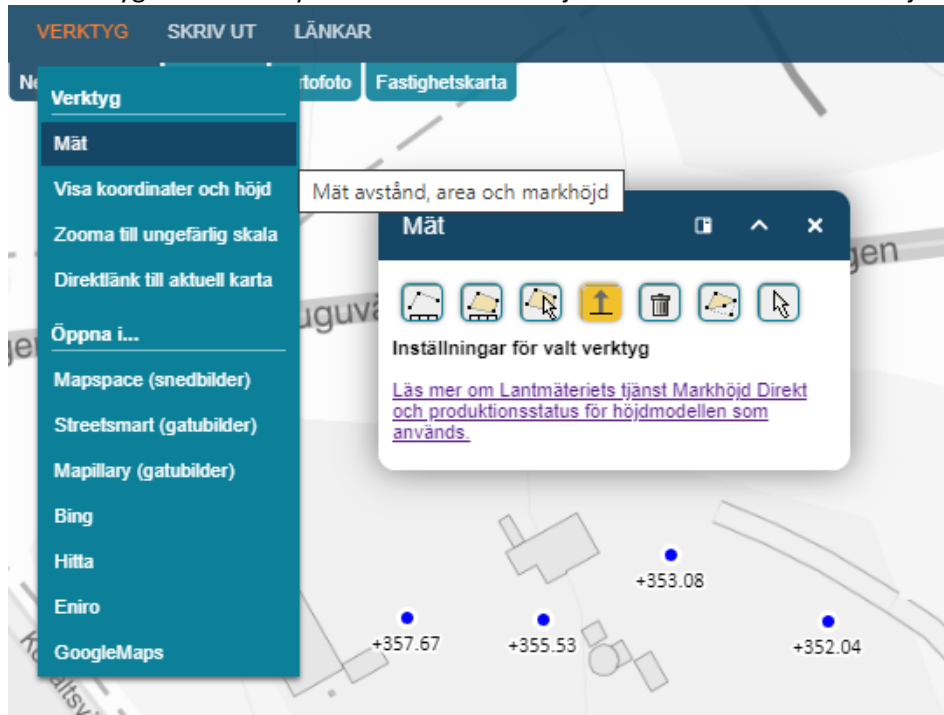 VERKTYG SKRIV UT LÄNKAR
Fastighetskarta
Verktyg
Mät
Visa koordinater och höjd
Mät avstånd, area och markhöjd
Zooma till ungefärlig skala
Direktlänk till aktuell karta
Öppna i...
Mapspace (snedbilder)
Streetsmart (gatubilder)
Mapillary (gatubilder)
Bing
Hitta
Eniro
GoogleMaps
Mät
Inställningar för valt verktyg
Läs mer om Lantmäteriets tjänst Markhöjd Direkt
och produktionsstatus för höjdmodellen som
används.
+353.08
+357.67
+355.53
+352.04